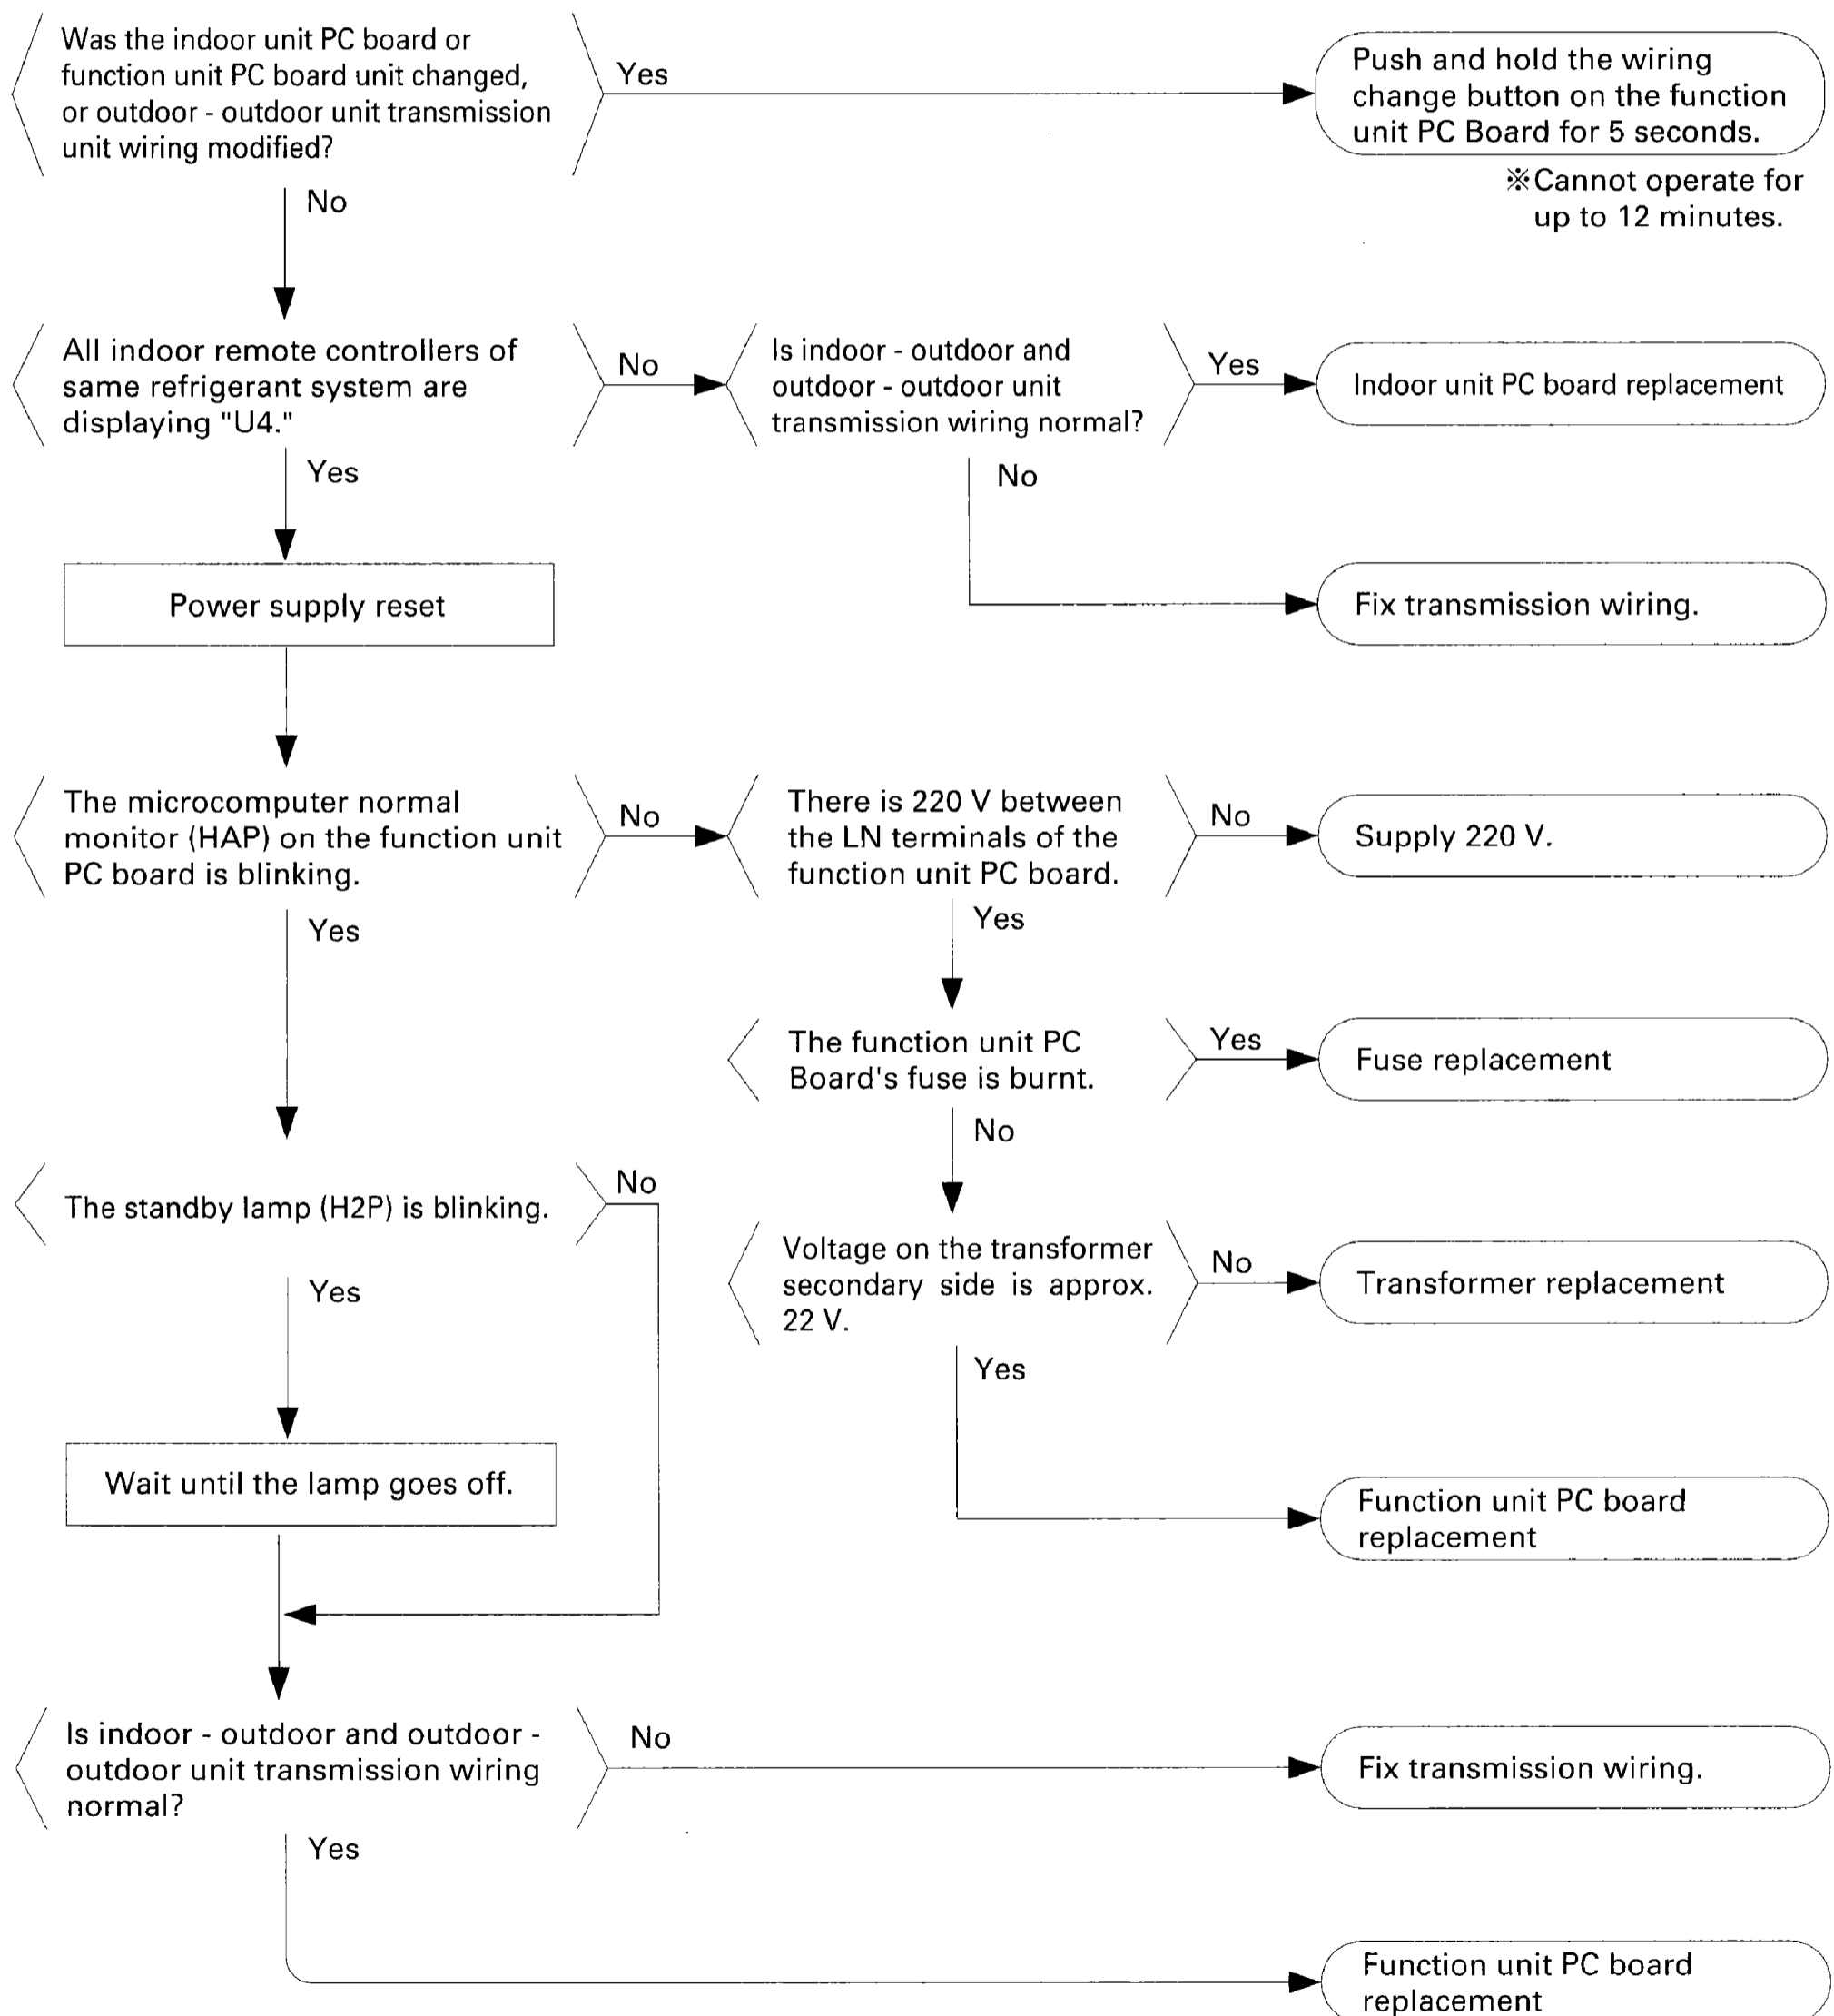 Was the indoor unit PC board or
function unit PC board unit changed,
or outdoor - outdoor unit transmission
unit wiring modified?
Yes
Push and hold the wiring
change button on the function
unit PC Board for 5 seconds.
※Cannot operate for
up to 12 minutes.
No
All indoor remote controllers of
same refrigerant system are
displaying "U4."
No
Is indoor - outdoor and
outdoor - outdoor unit
transmission wiring normal?
Yes
Indoor unit PC board replacement
Yes
No
Power supply reset
Fix transmission wiring.
The microcomputer normal
monitor (HAP) on the function unit
PC board is blinking.
No
There is 220 V between
the LN terminals of the
function unit PC board.
No
Supply 220 V.
Yes
Yes
The function unit PC
Board's fuse is burnt.
Yes
Fuse replacement
No
The standby lamp (H2P) is blinking.
No
Voltage on the transformer
secondary side is approx.
22 V.
No
Transformer replacement
Yes
Yes
Wait until the lamp goes off.
Function unit PC board
replacement
Is indoor - outdoor and outdoor -
outdoor unit transmission wiring
normal?
No
Fix transmission wiring.
Yes
Function unit PC board
replacement